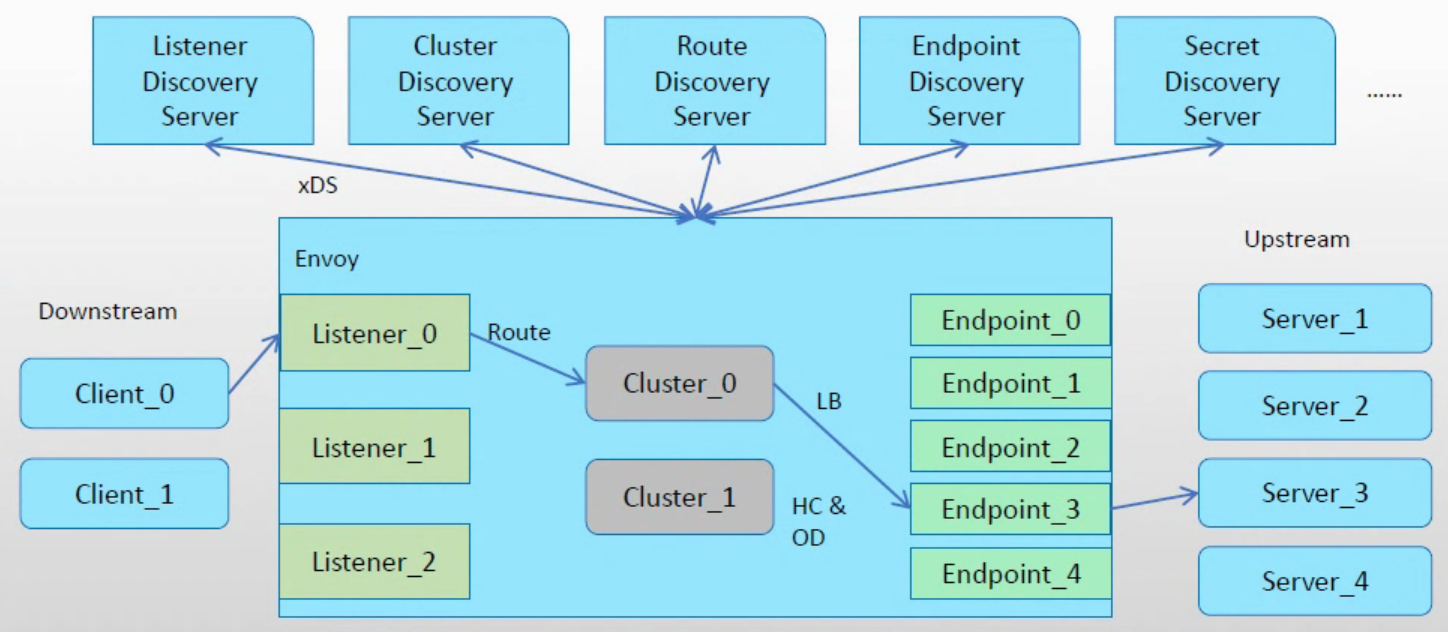 Listener
Discovery
Server
Cluster
Discovery
Server
Route
Discovery
Server
Endpoint
Discovery
Server
Secret
Discovery
Server
......
xDS
Envoy
Upstream
Downstream
Client_0
Client_1
Listener_0
Listener_1
Listener_2
Route
Cluster_0
Cluster_1
LB
HC &
OD
Endpoint_0
Endpoint_1
Endpoint_2
Endpoint_3
Endpoint_4
Server_1
Server_2
Server_3
Server_4